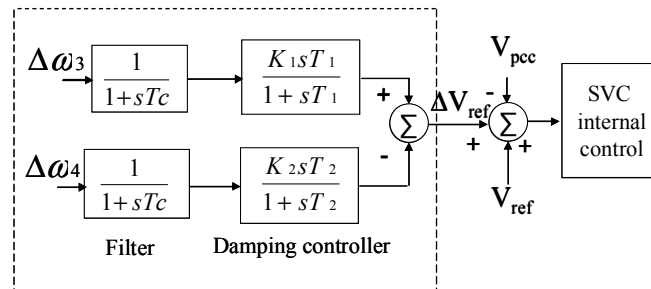 Δω3
1
1+sTc
K1sT1
1+sT1
+
Σ
-
ΔVref
+
Vpcc
-
Σ
+
Vref
SVC
internal
control
Δω4
1
1+sTc
K2sT2
1+sT2
Filter
Damping controller